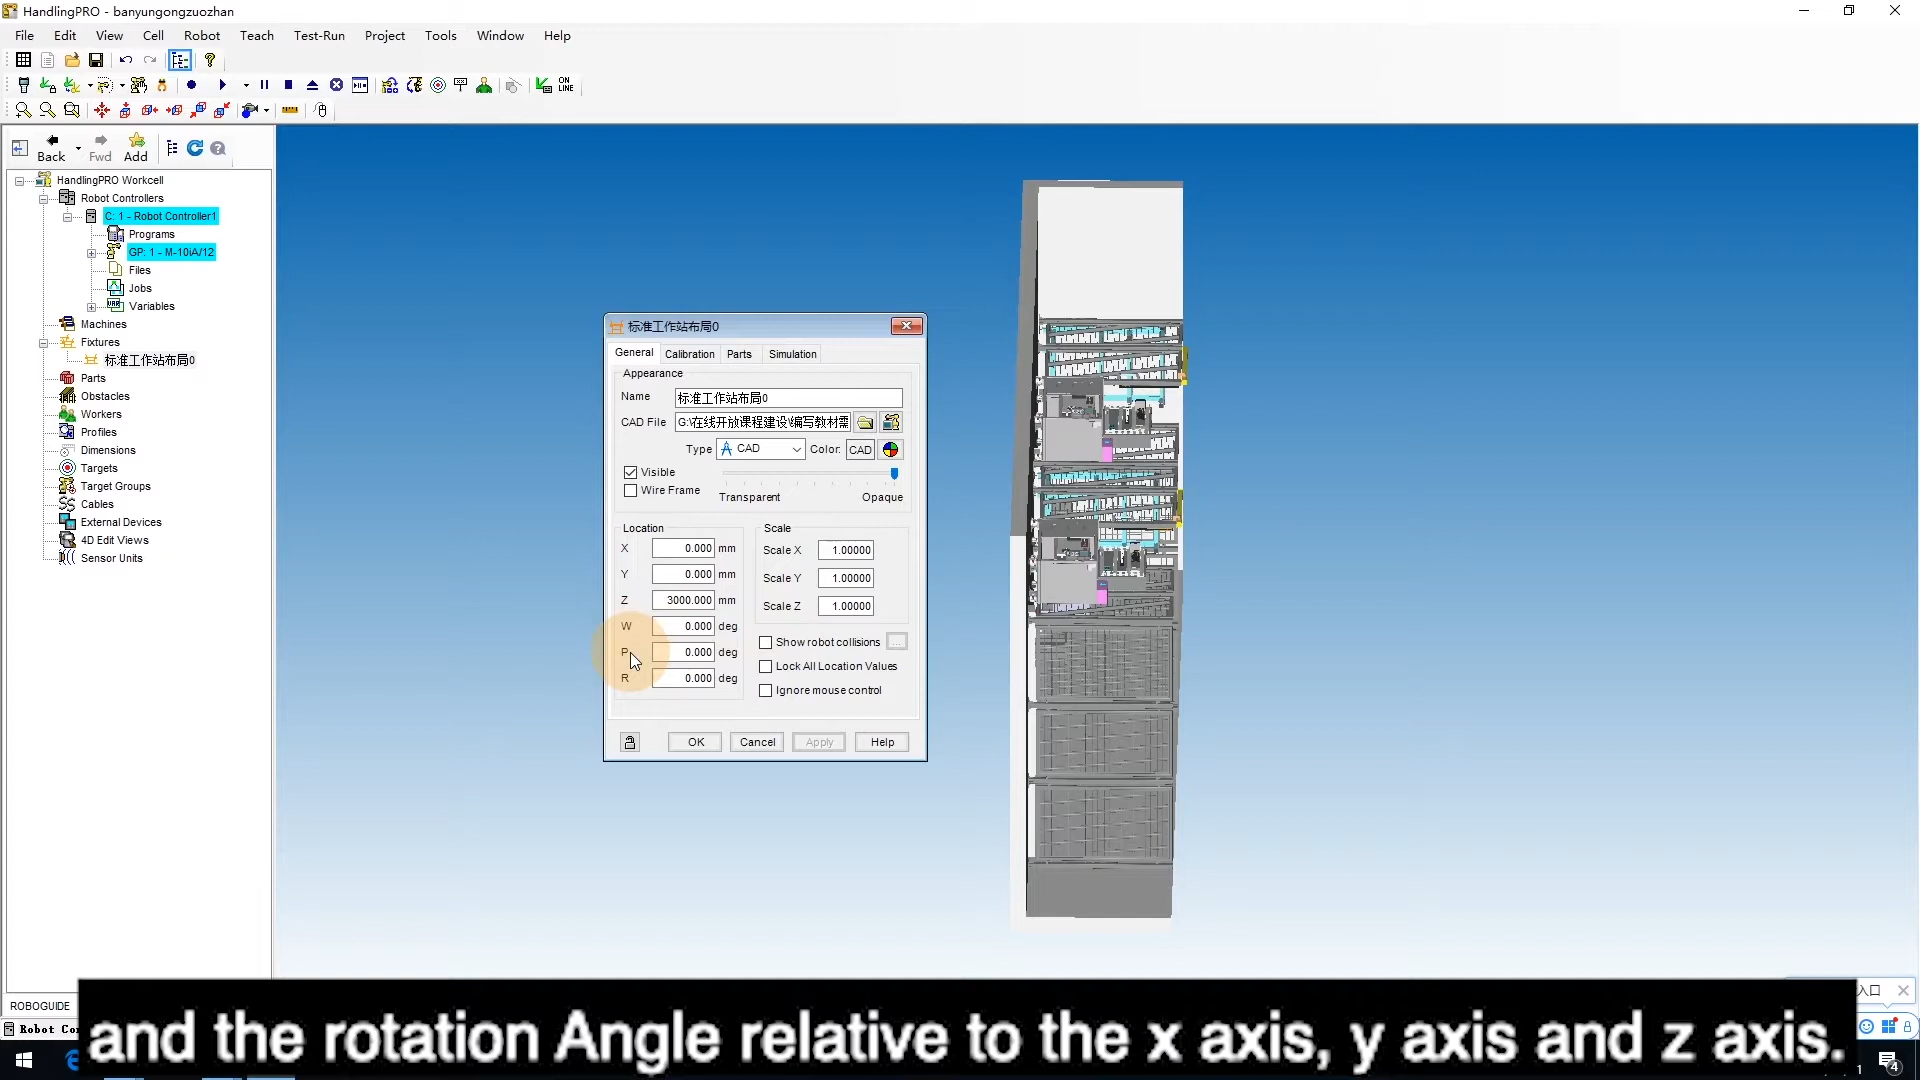 HandlingPRO - banyungongzuozhan
File Edit View Cell Robot Teach Test-Run Project Tools Window Help
ON LINE
Back Fwd Add
HandlingPRO Workcell
Robot Controllers
C: 1 - Robot Controller1
Programs
GP: 1 - M-10iA/12
Files
Jobs
Variables
Machines
Fixtures
标准工作站布局0
Parts
Obstacles
Workers
Profiles
Dimensions
Targets
Target Groups
Cables
External Devices
4D Edit Views
Sensor Units
标准工作站布局0
General Calibration Parts Simulation
Appearance
Name 标准工作站布局0
CAD File G:\在线开放课程建设\编写教材需
Type CAD Color: CAD
Visible
Wire Frame
Transparent Opaque
Location Scale
X 0.000 mm Scale X 1.00000
Y 0.000 mm Scale Y 1.00000
Z 3000.000 mm Scale Z 1.00000
W 0.000 deg
P 0.000 deg
R 0.000 deg
Show robot collisions ...
Lock All Location Values
Ignore mouse control
OK Cancel Apply Help
ROBOGUIDE
入口
Robot Co
and the rotation Angle relative to the x axis, y axis and z axis.
1
4